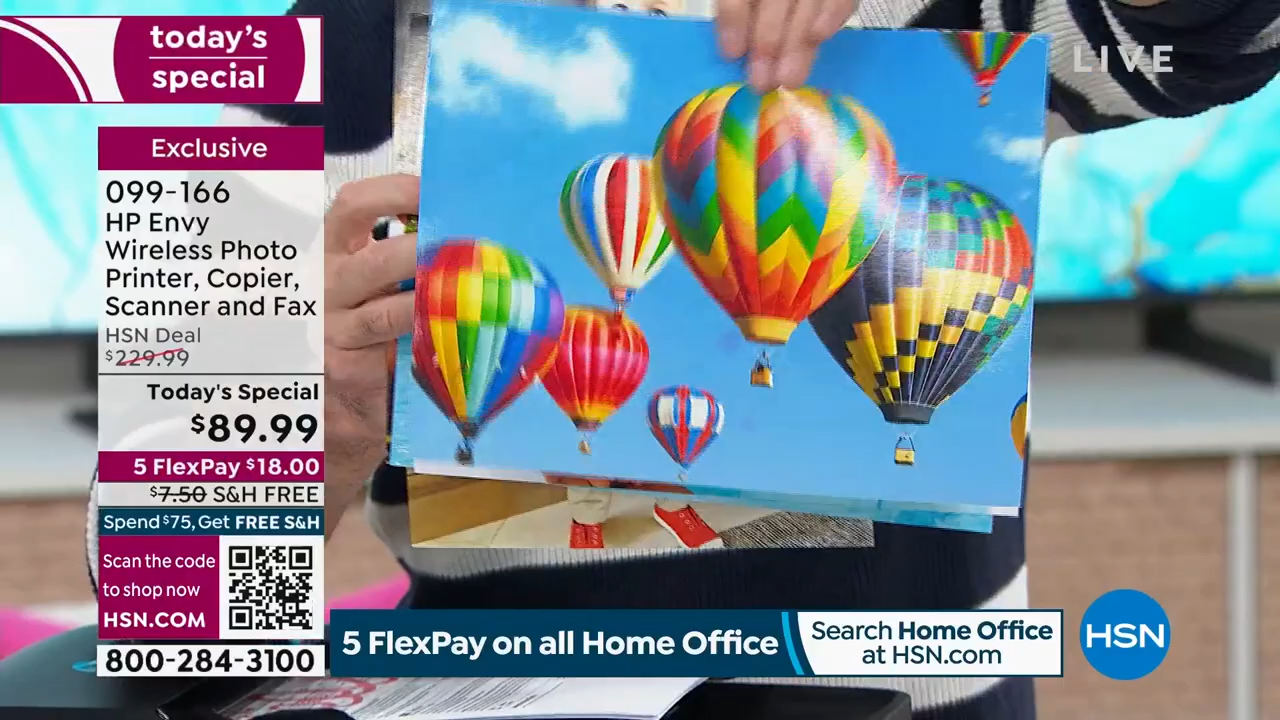 today's
special
LIVE
Exclusive
099-166
HP Envy
Wireless Photo
Printer, Copier,
Scanner and Fax
HSN Deal
$229.99
Today's Special
$89.99
5 FlexPay $18.00
$7.50 S&H FREE
Spend $75, Get FREE S&H
Scan the code
to shop now
HSN.COM
800-284-3100
5 FlexPay on all Home Office
Search Home Office
at HSN.com
HSN